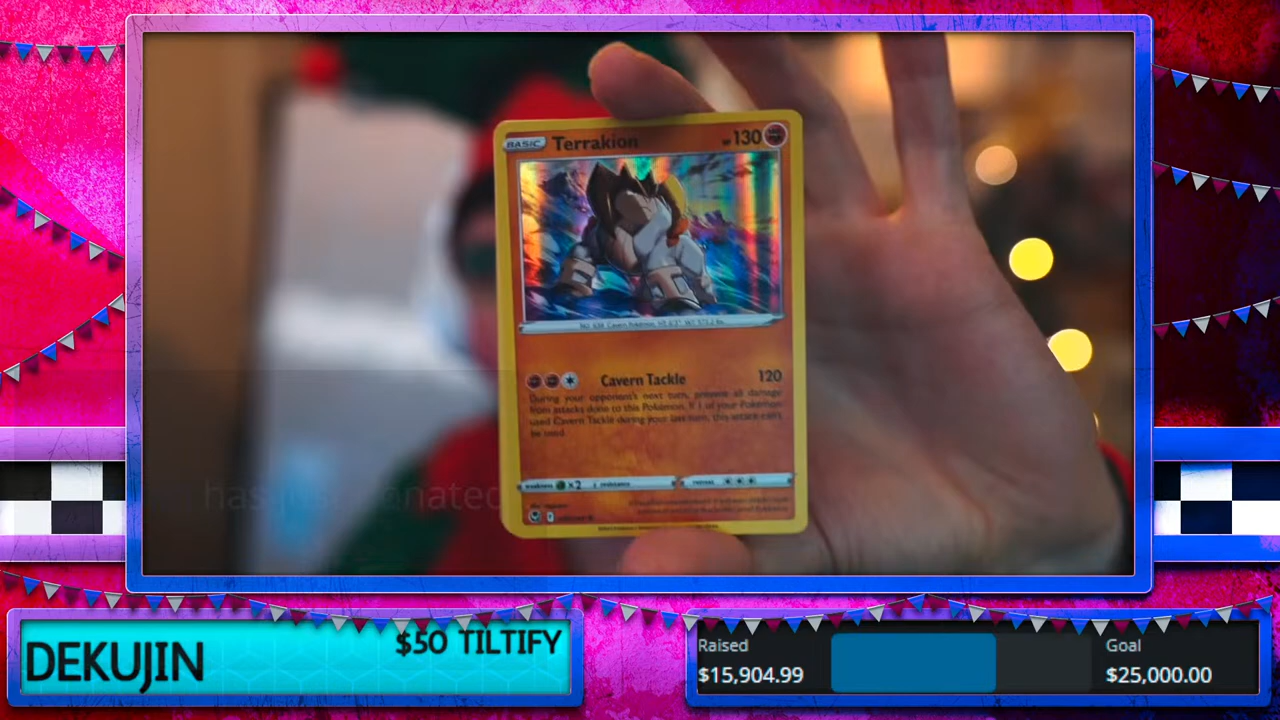 BASIC Terrakion 130
Cavern Tackle 120
During your opponent's next turn, prevent all damage
from attacks done to this Pokémon. If 1 of your Pokémon
used Cavern Tackle during your last turn, this attack can't
be used.
weakness ×2 resistance retreat
has donated
DEKUJIN
$50 TILTIFY
Raised
$15,904.99
Goal
$25,000.00